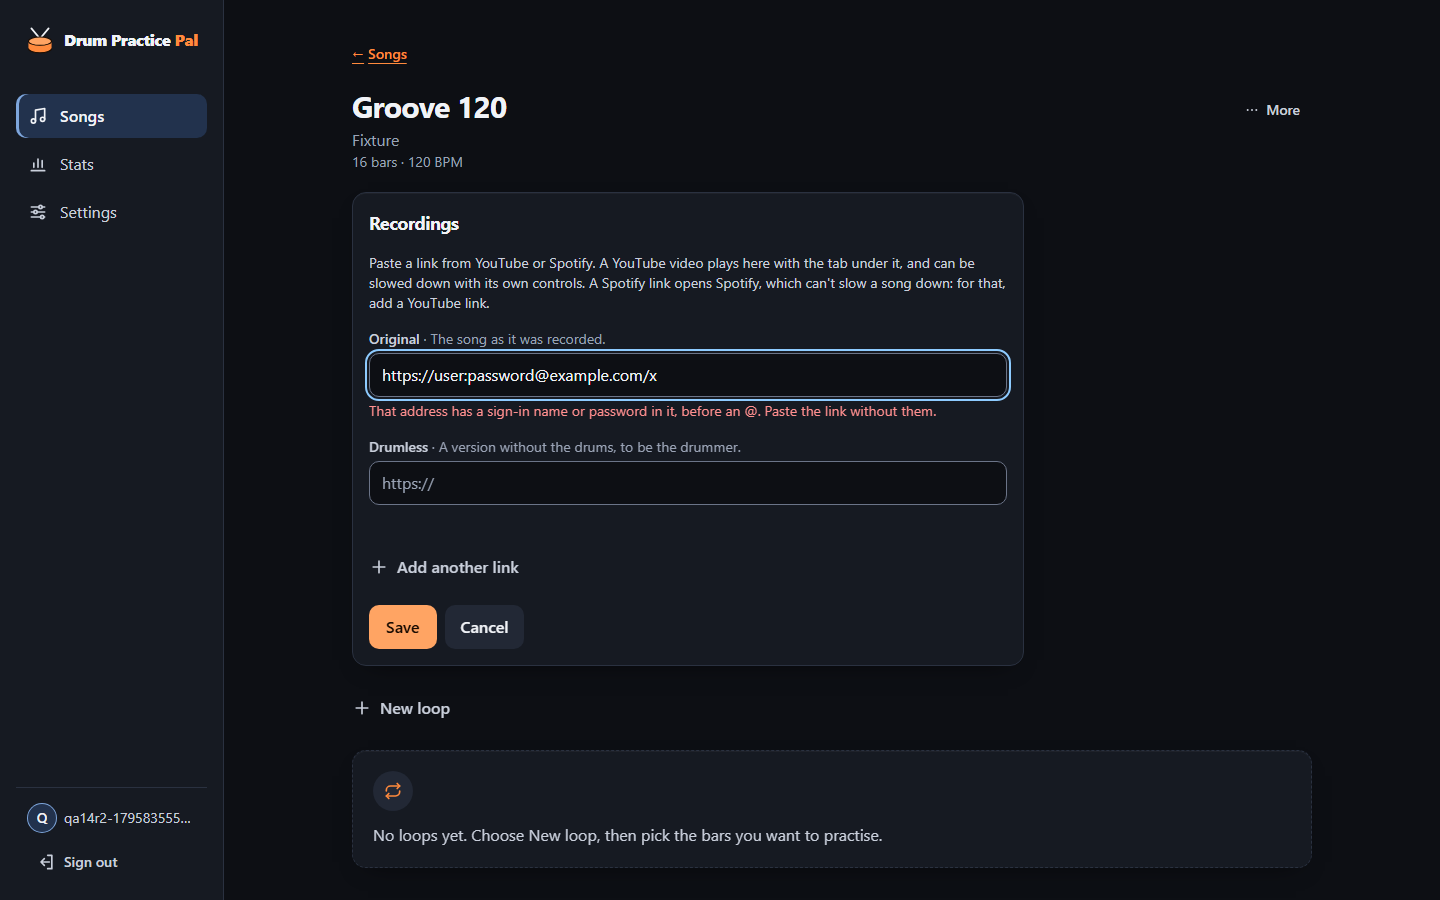 Drum Practice Pal
Songs
Stats
Settings
← Songs
Groove 120
Fixture
16 bars · 120 BPM
··· More
Recordings
Paste a link from YouTube or Spotify. A YouTube video plays here with the tab under it, and can
be slowed down with its own controls. A Spotify link opens Spotify, which can't slow a song down: for that,
add a YouTube link.
Original · The song as it was recorded.
https://user:password@example.com/x
That address has a sign-in name or password in it, before an @. Paste the link without them.
Drumless · A version without the drums, to be the drummer.
https://
+ Add another link
Save
Cancel
+ New loop
No loops yet. Choose New loop, then pick the bars you want to practise.
Q
qa14r2-179583555...
Sign out